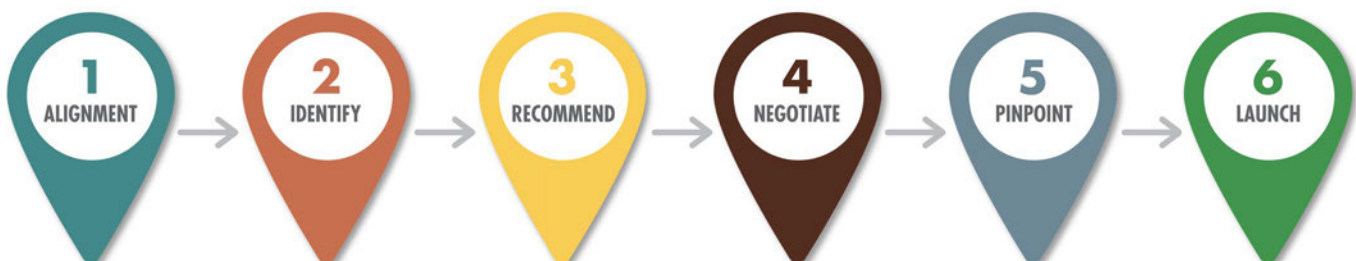 1
ALIGNMENT
2
IDENTIFY
3
RECOMMEND
4
NEGOTIATE
5
PINPOINT
6
LAUNCH